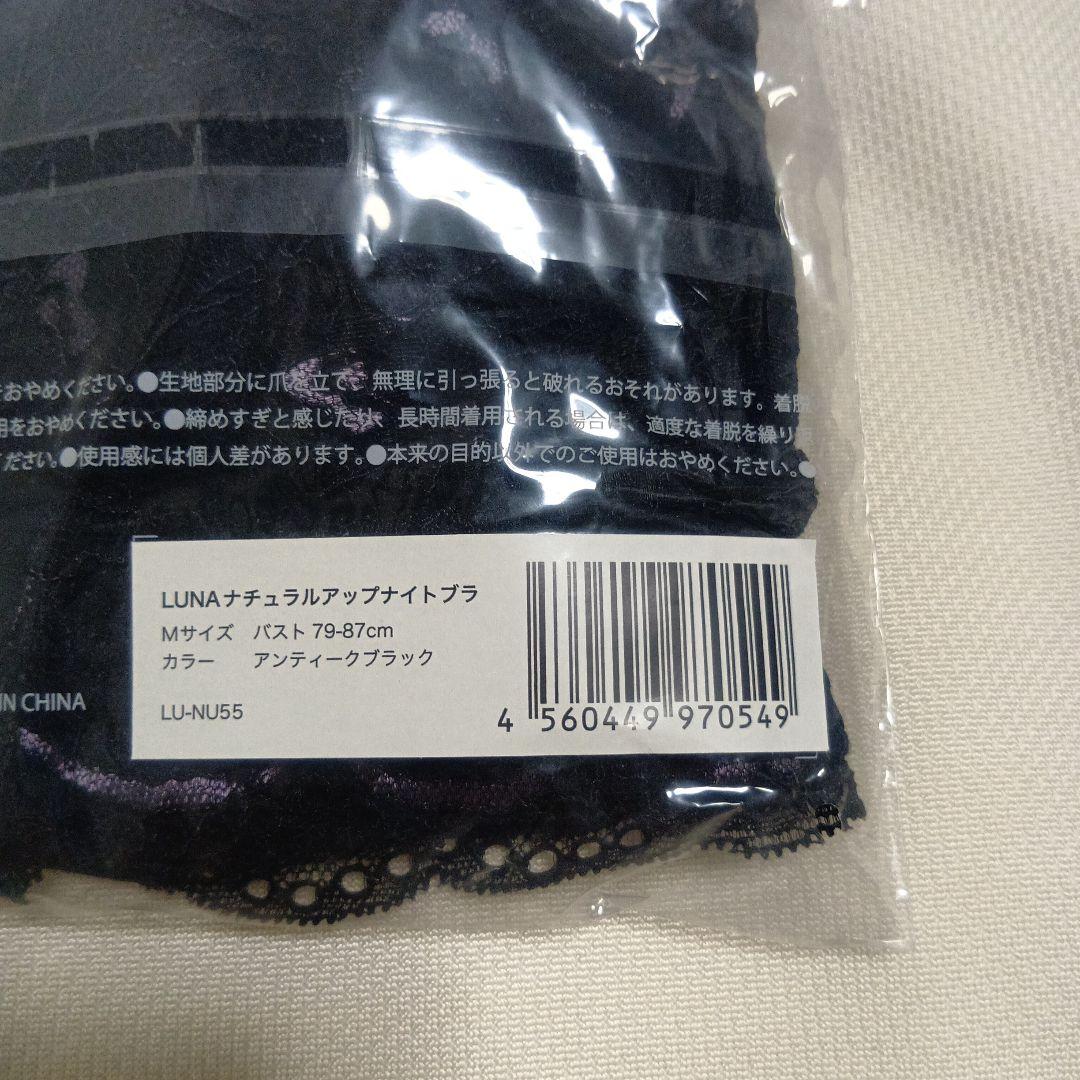 をおやめください。●生地部分に爪を立て、無理に引っ張ると破れるおそれがあります。着脱
用をおやめください。●締めすぎと感じたり、長時間着用される場合は、適度な着脱を繰り
ください。●使用感には個人差があります。●本来の目的以外でのご使用はおやめください。●
LUNAナチュラルアップナイトブラ
Mサイズ バスト 79-87cm
カラー アンティークブラック
IN CHINA
LU-NU55
4 560449 970549